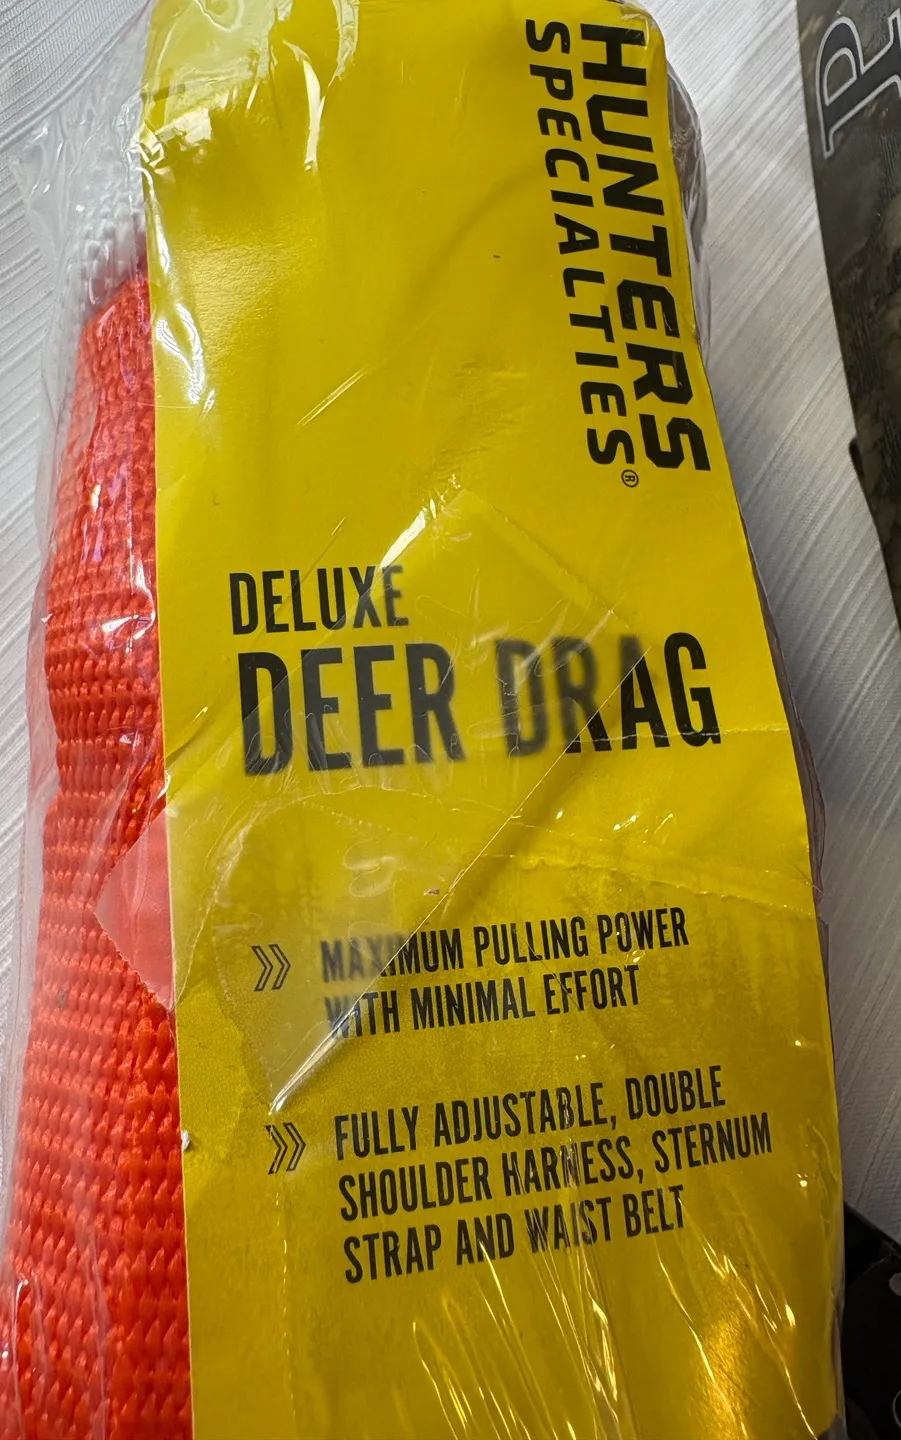 HUNTERS
SPECIALTIES®
DELUXE
DEER DRAG
MAXIMUM PULLING POWER
WITH MINIMAL EFFORT
FULLY ADJUSTABLE, DOUBLE
SHOULDER HARNESS, STERNUM
STRAP AND WAIST BELT